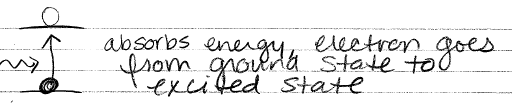 absorbs energy, electron goes
from ground state to
excited state